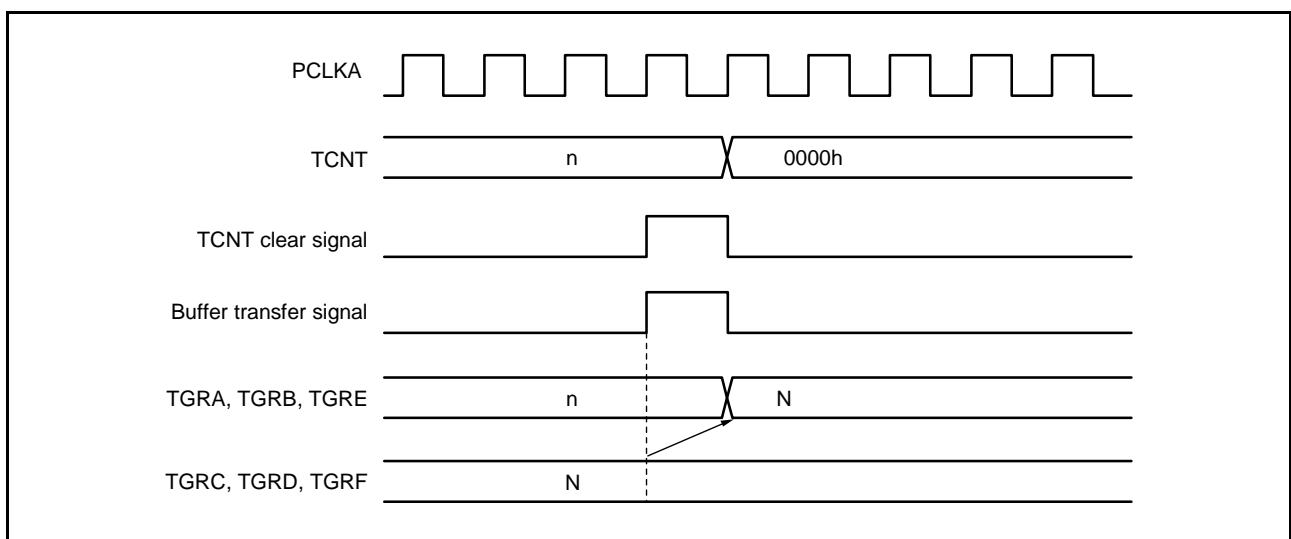 PCLKA
TCNT n 0000h
TCNT clear signal
Buffer transfer signal
TGRA, TGRB, TGRE n N
TGRC, TGRD, TGRF N